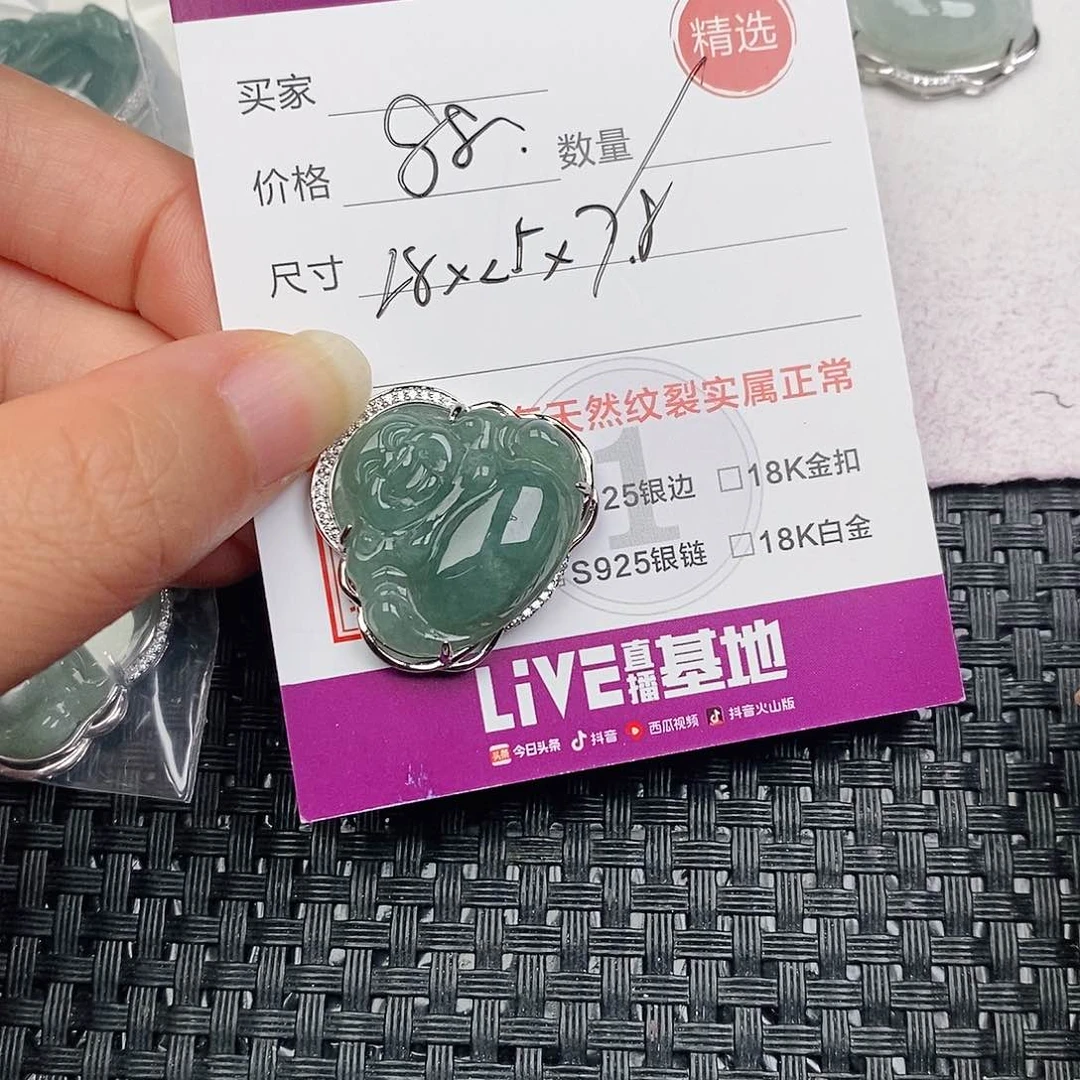 精选
买家
价格 88. 数量
尺寸 28×25×7.8
天然纹裂实属正常
25银边 □18K金扣
S925银链 □18K白金
LiVE直播基地
头条 今日头条 抖音 西瓜视频 抖音火山版